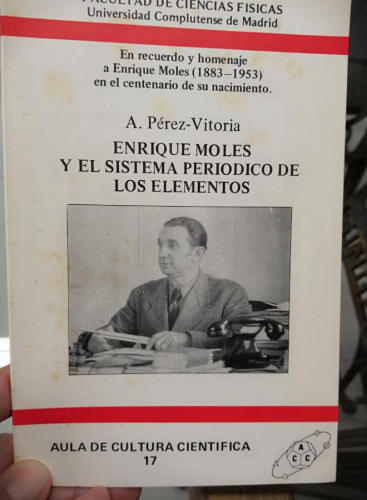 FACULTAD DE CIENCIAS FISICAS
Universidad Complutense de Madrid
En recuerdo y homenaje
a Enrique Moles (1883-1953)
en el centenario de su nacimiento.
A. Pérez-Vitoria
ENRIQUE MOLES
Y EL SISTEMA PERIODICO DE
LOS ELEMENTOS
AULA DE CULTURA CIENTIFICA
17
A
C C